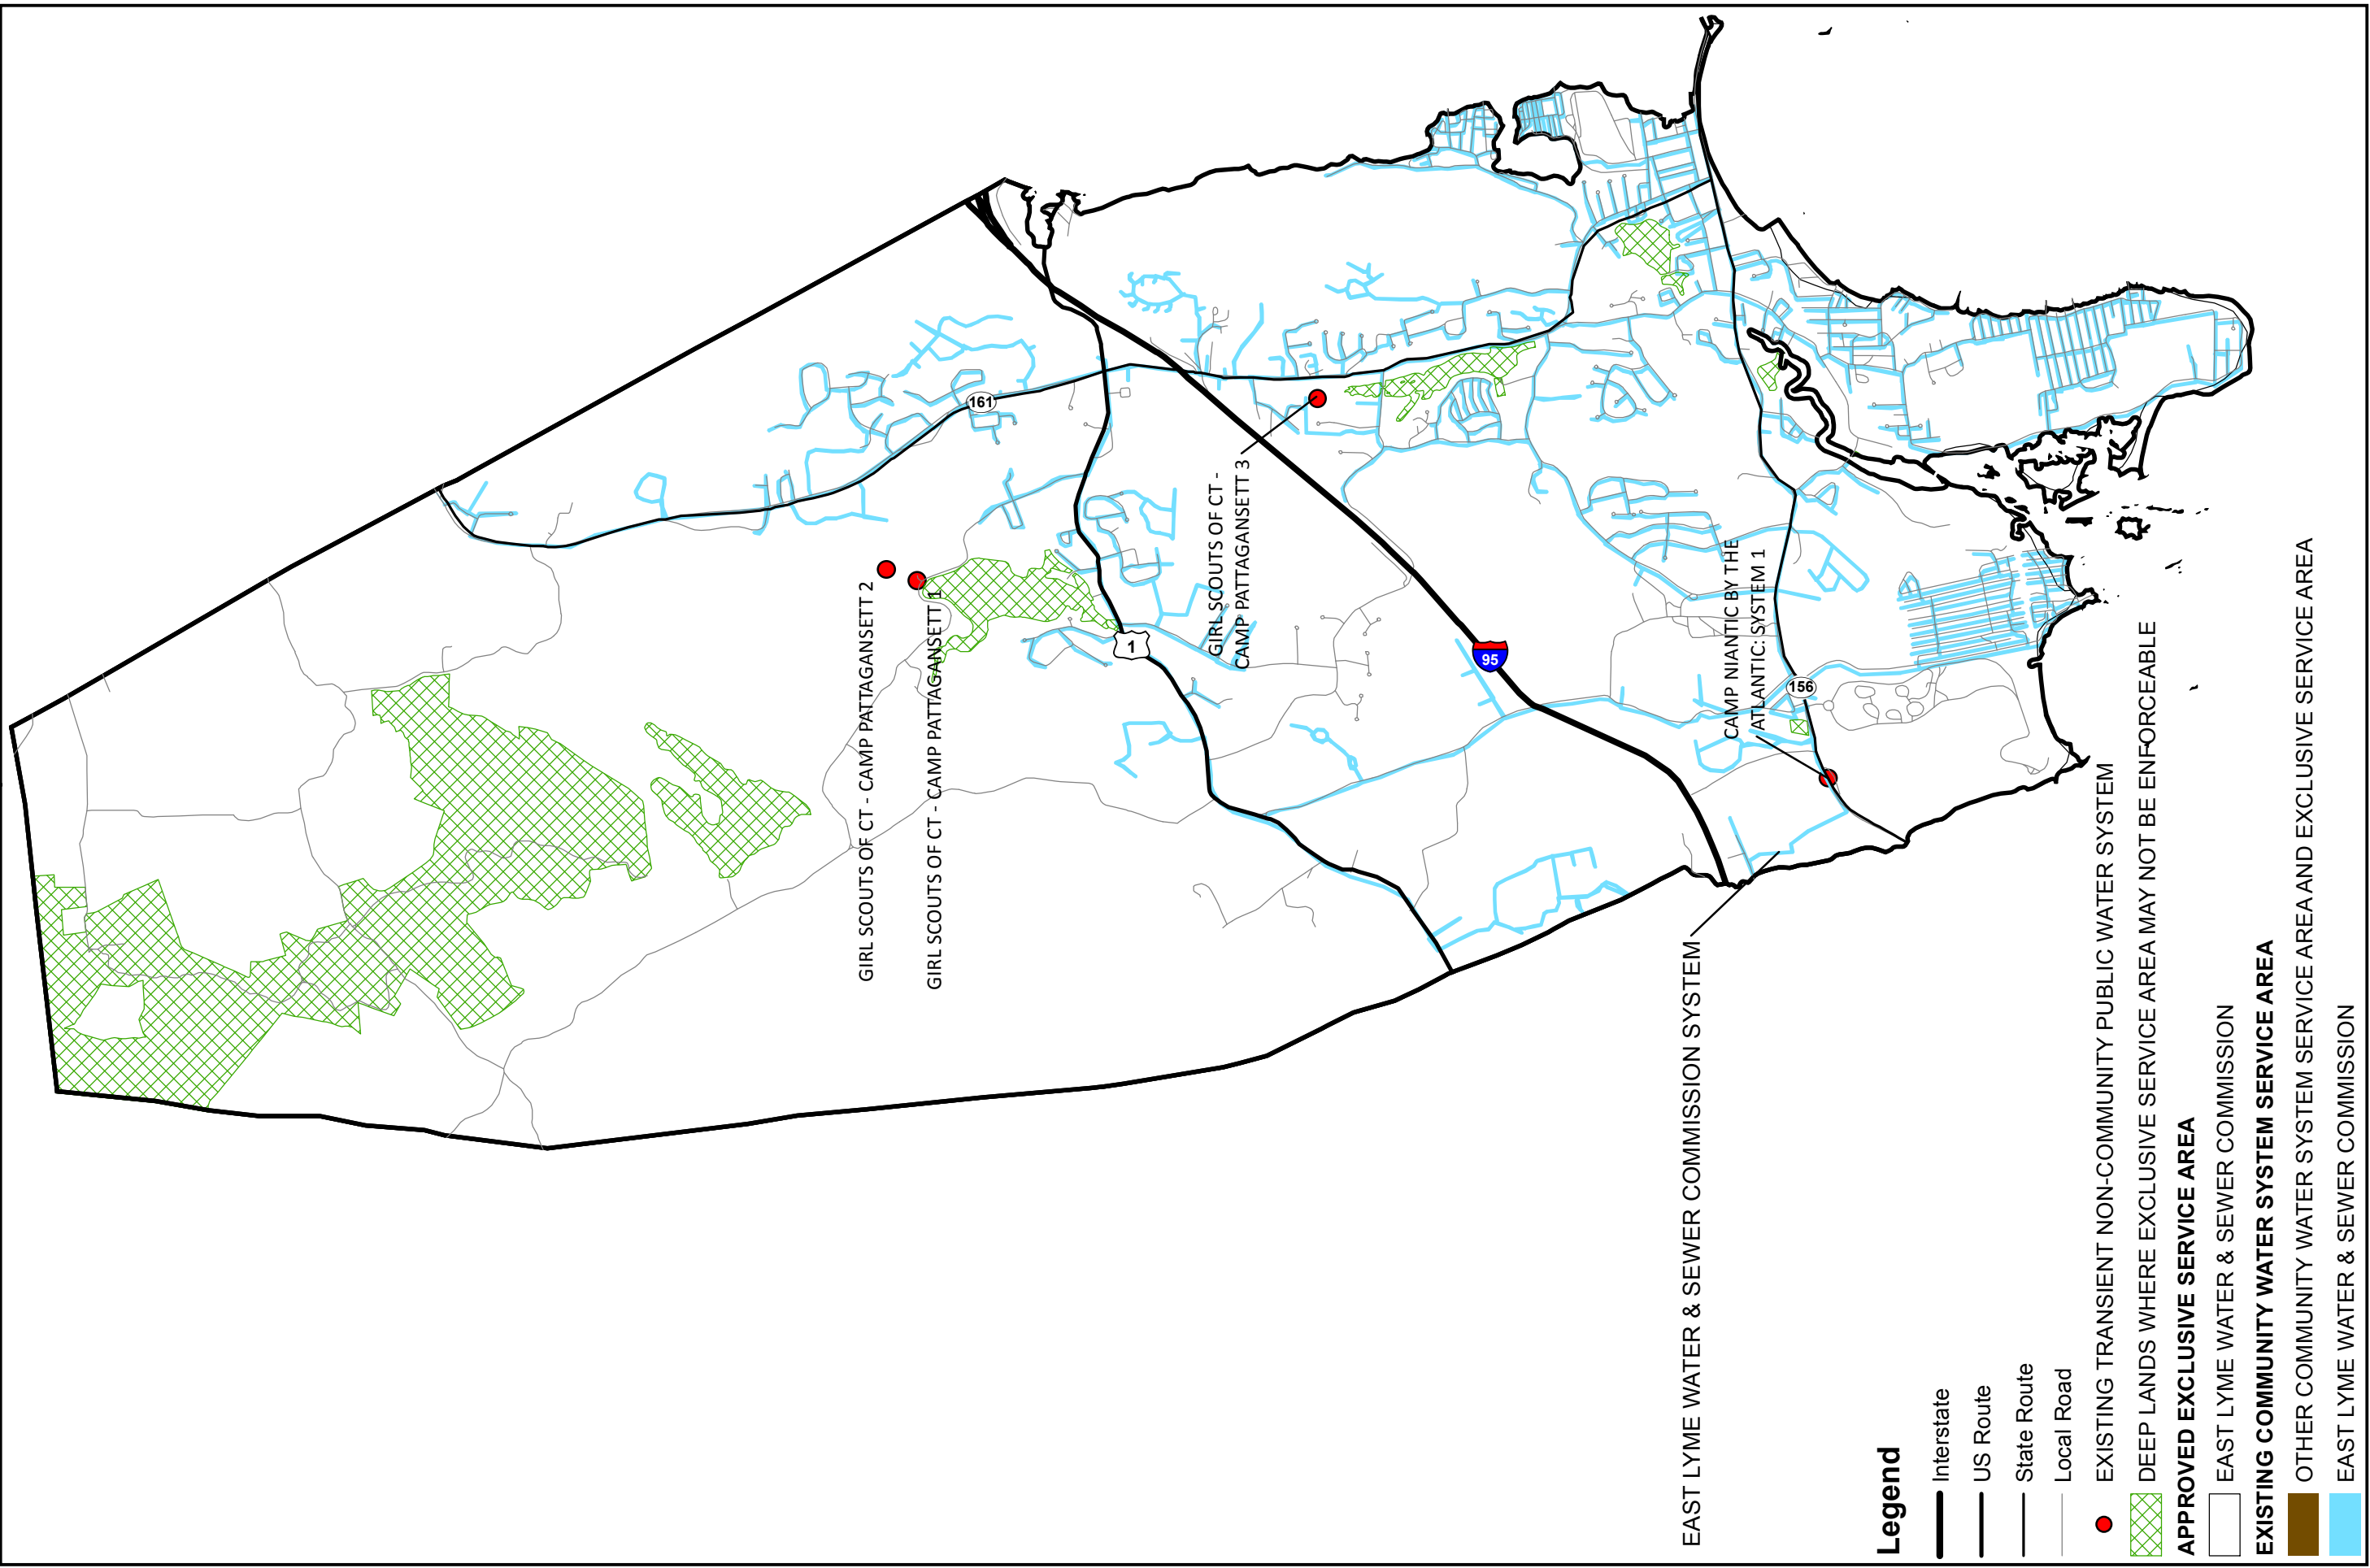 161
1
95
156
GIRL SCOUTS OF CT - CAMP PATTAGANSETT 2
GIRL SCOUTS OF CT - CAMP PATTAGANSETT 1
GIRL SCOUTS OF CT -
CAMP PATTAGANSETT 3
CAMP NIANTIC BY THE
ATLANTIC: SYSTEM 1
EAST LYME WATER & SEWER COMMISSION SYSTEM
Legend
Interstate
US Route
State Route
Local Road
EXISTING TRANSIENT NON-COMMUNITY PUBLIC WATER SYSTEM
DEEP LANDS WHERE EXCLUSIVE SERVICE AREA MAY NOT BE ENFORCEABLE
APPROVED EXCLUSIVE SERVICE AREA
EAST LYME WATER & SEWER COMMISSION
EXISTING COMMUNITY WATER SYSTEM SERVICE AREA
OTHER COMMUNITY WATER SYSTEM SERVICE AREA AND EXCLUSIVE SERVICE AREA
EAST LYME WATER & SEWER COMMISSION